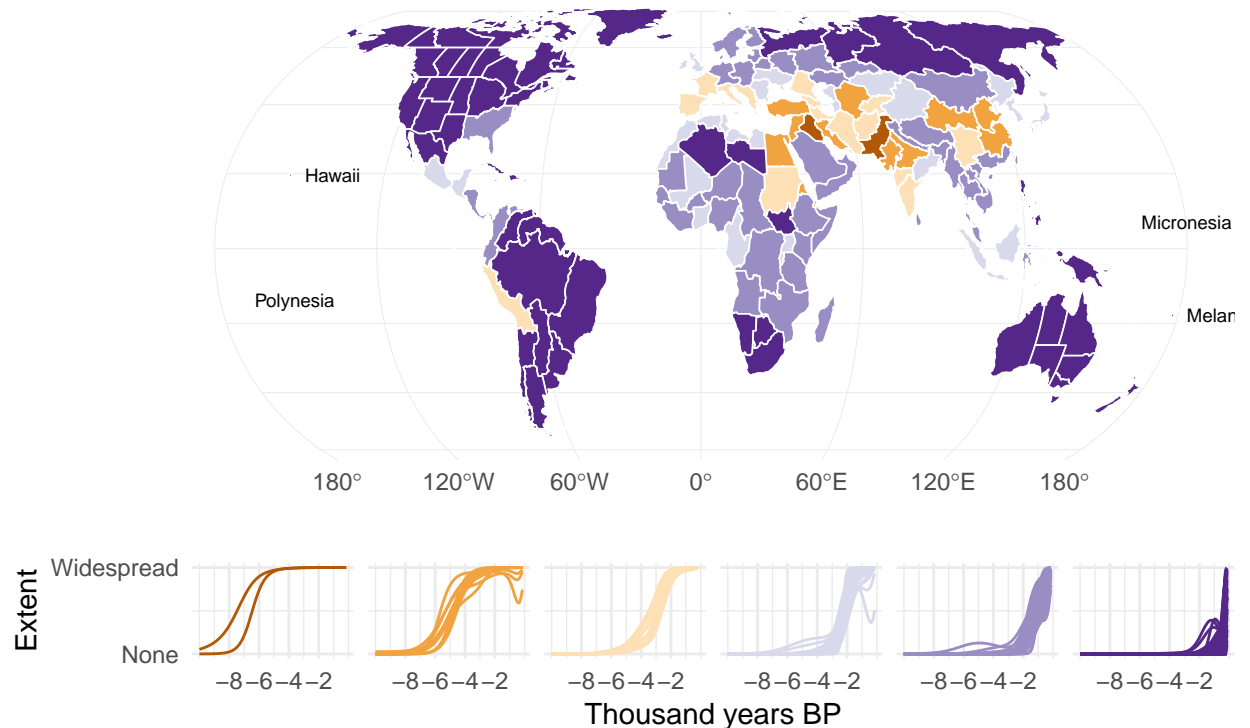 Hawaii
Micronesia
Polynesia
Melan
180° 120°W 60°W 0° 60°E 120°E 180°
Extent
Widespread
None
−8 −6 −4 −2 −8 −6 −4 −2 −8 −6 −4 −2 −8 −6 −4 −2 −8 −6 −4 −2 −8 −6 −4 −2
Thousand years BP